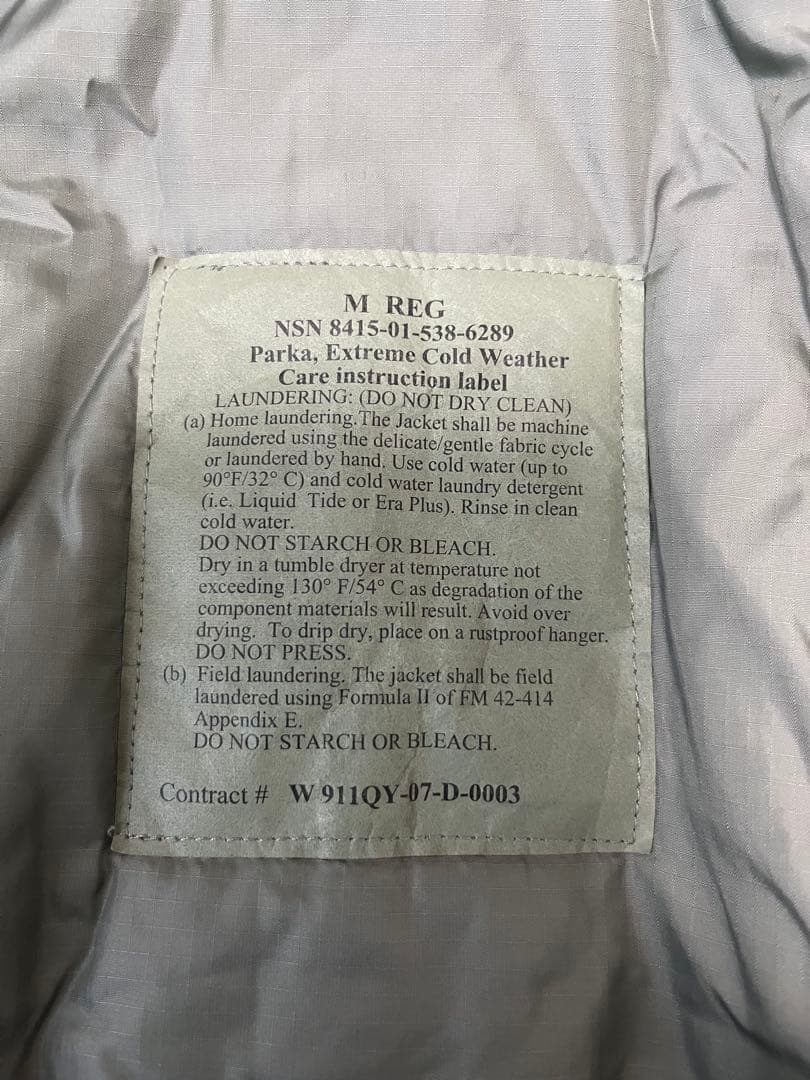 M REG
NSN 8415-01-538-6289
Parka, Extreme Cold Weather
Care instruction label
LAUNDERING: (DO NOT DRY CLEAN)
(a) Home laundering.The Jacket shall be machine
laundered using the delicate/gentle fabric cycle
or laundered by hand. Use cold water (up to
90°F/32° C) and cold water laundry detergent
(i.e. Liquid Tide or Era Plus). Rinse in clean
cold water.
DO NOT STARCH OR BLEACH.
Dry in a tumble dryer at temperature not
exceeding 130° F/54° C as degradation of the
component materials will result. Avoid over
drying. To drip dry, place on a rustproof hanger.
DO NOT PRESS.
(b) Field laundering. The jacket shall be field
laundered using Formula II of FM 42-414
Appendix E.
DO NOT STARCH OR BLEACH.
Contract # W 911QY-07-D-0003